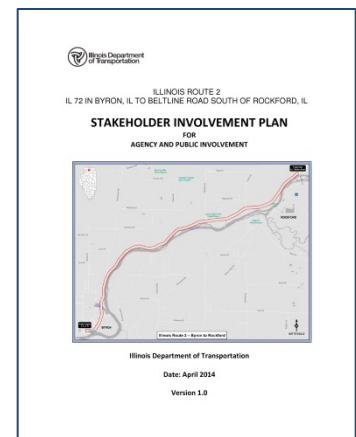 Illinois Department
of Transportation
ILLINOIS ROUTE 2
IL 72 IN BYRON, IL TO BELTLINE ROAD SOUTH OF ROCKFORD, IL
STAKEHOLDER INVOLVEMENT PLAN
FOR
AGENCY AND PUBLIC INVOLVEMENT
ROCKFORD
BYRON
Illinois Route 2 – Byron to Rockford
Illinois Department of Transportation
Date: April 2014
Version 1.0